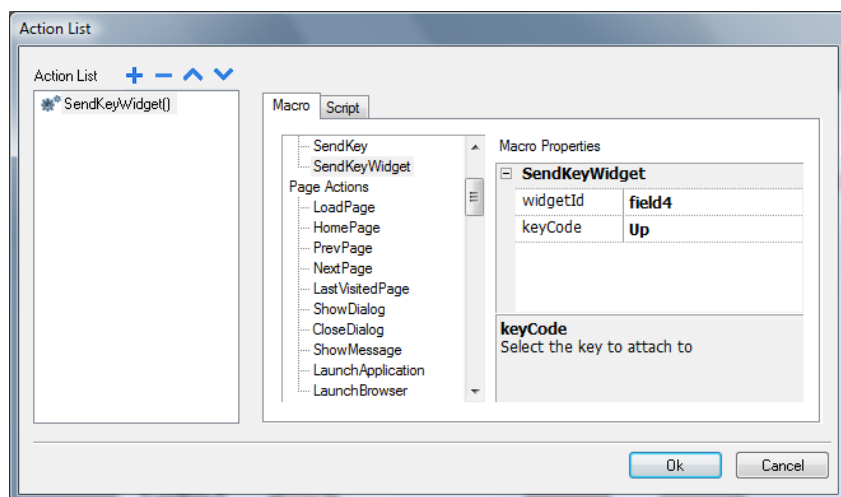 Action List
Action List
SendKeyWidget()
Macro Script
SendKey
SendKeyWidget
Page Actions
LoadPage
HomePage
PrevPage
NextPage
LastVisitedPage
ShowDialog
CloseDialog
ShowMessage
LaunchApplication
LaunchBrowser
Macro Properties
SendKeyWidget
widgetId field4
keyCode Up
keyCode
Select the key to attach to
Ok Cancel